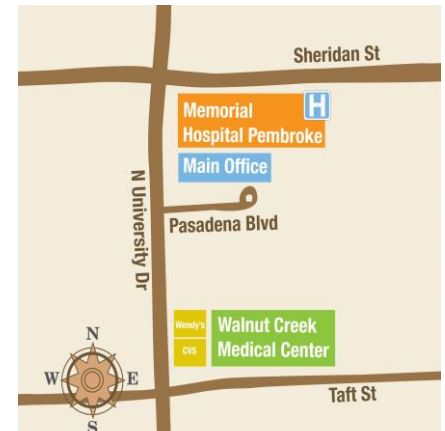 Sheridan St
H
Memorial
Hospital Pembroke
Main Office
N University Dr
Pasadena Blvd
Wendy's
CVS
Walnut Creek
Medical Center
N
W
E
S
Taft St